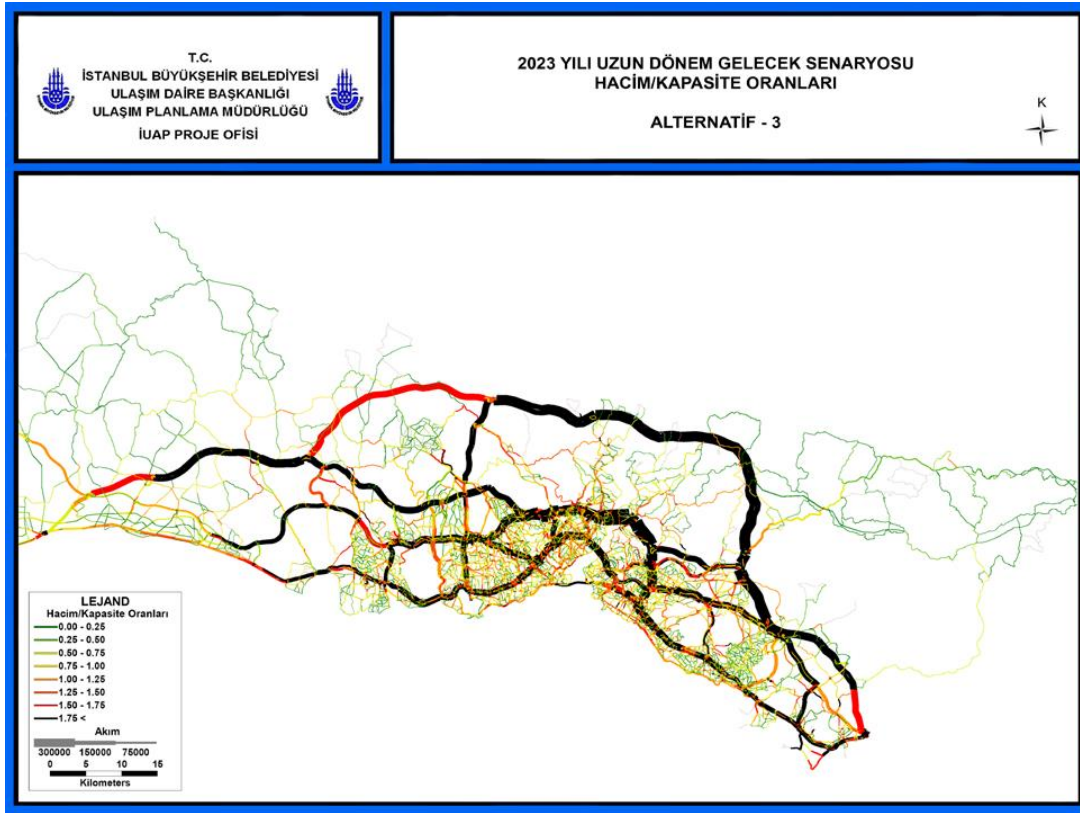 T.C.
İSTANBUL BÜYÜKŞEHİR BELEDİYESİ
ULAŞIM DAİRE BAŞKANLIĞI
ULAŞIM PLANLAMA MÜDÜRLÜĞÜ
İUAP PROJE OFİSİ
2023 YILI UZUN DÖNEM GELECEK SENARYOSU
HACİM/KAPASİTE ORANLARI
ALTERNATİF - 3
K
LEJAND
Hacim/Kapasite Oranları
0.00 - 0.25
0.25 - 0.50
0.50 - 0.75
0.75 - 1.00
1.00 - 1.25
1.25 - 1.50
1.50 - 1.75
1.75 <
Akım
300000 150000 75000
0 5 10 15
Kilometers